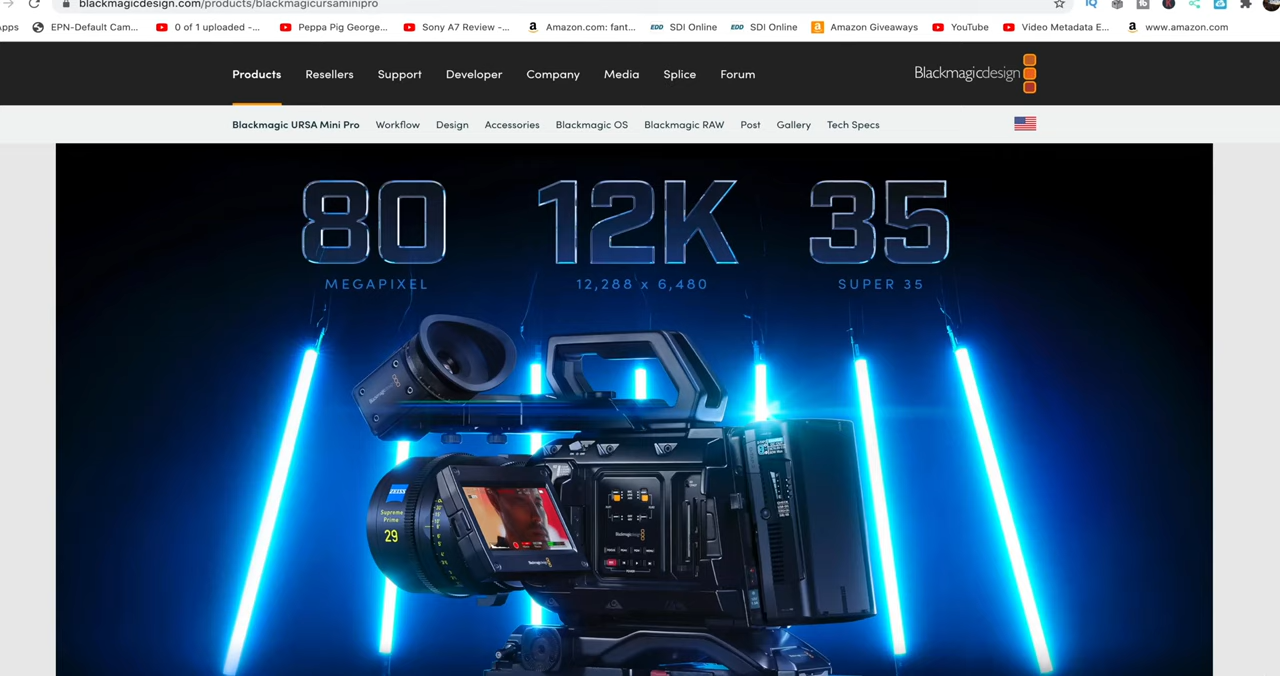 blackmagicdesign.com/products/blackmagicursaminipro
EPN-Default Cam... 0 of 1 uploaded -... Peppa Pig George... Sony A7 Review -... Amazon.com: fant... SDI Online SDI Online Amazon Giveaways YouTube Video Metadata E... www.amazon.com
Products Resellers Support Developer Company Media Splice Forum Blackmagicdesign
Blackmagic URSA Mini Pro Workflow Design Accessories Blackmagic OS Blackmagic RAW Post Gallery Tech Specs
80 12K 35
MEGAPIXEL 12,288 x 6,480 SUPER 35
ZEISS
Supreme
Prime
29